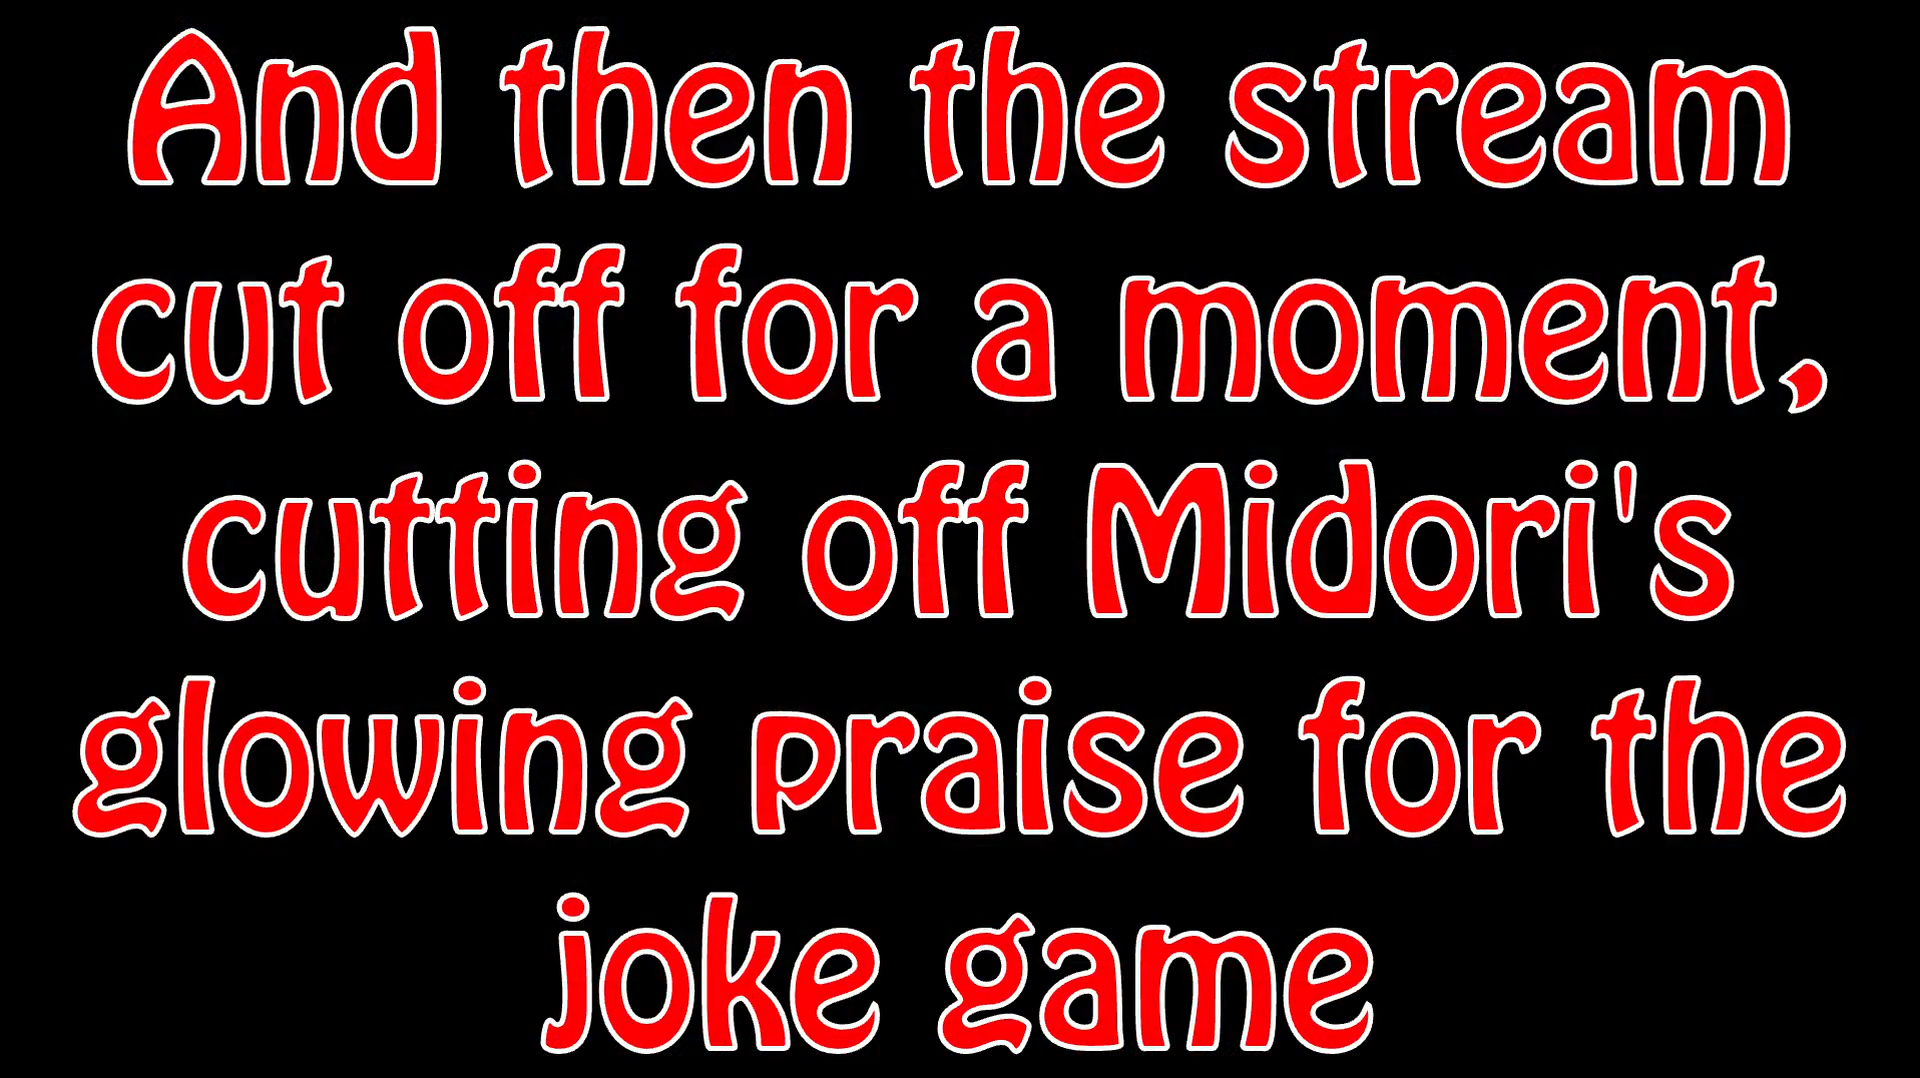 And then the stream
cut off for a moment,
cutting off Midori's
glowing praise for the
joke game